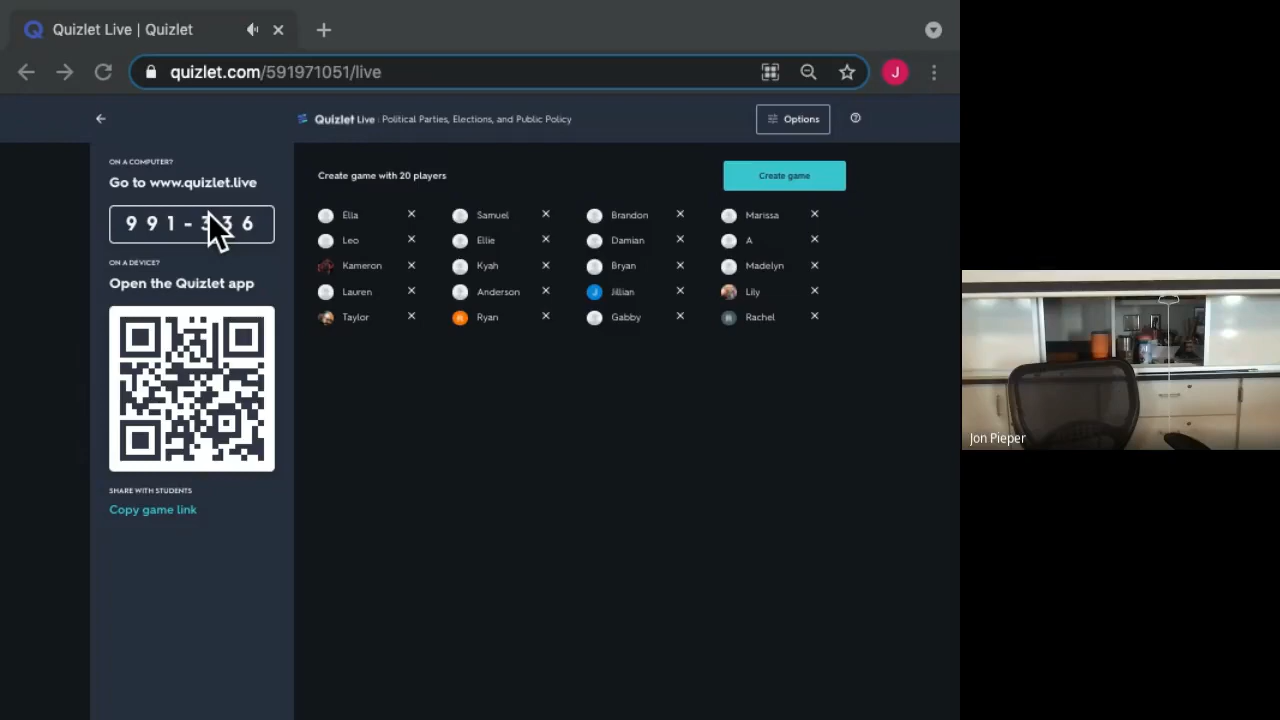 Quizlet Live | Quizlet
quizlet.com/591971051/live
J
Quizlet Live : Political Parties, Elections, and Public Policy
Options
ON A COMPUTER?
Go to www.quizlet.live
991-336
ON A DEVICE?
Open the Quizlet app
SHARE WITH STUDENTS
Copy game link
Create game with 20 players
Create game
Ella Samuel Brandon Marissa
Leo Ellie Damian A
Kameron Kyah Bryan Madelyn
Lauren Anderson J Jillian Lily
Taylor Ryan Gabby Rachel
Jon Pieper